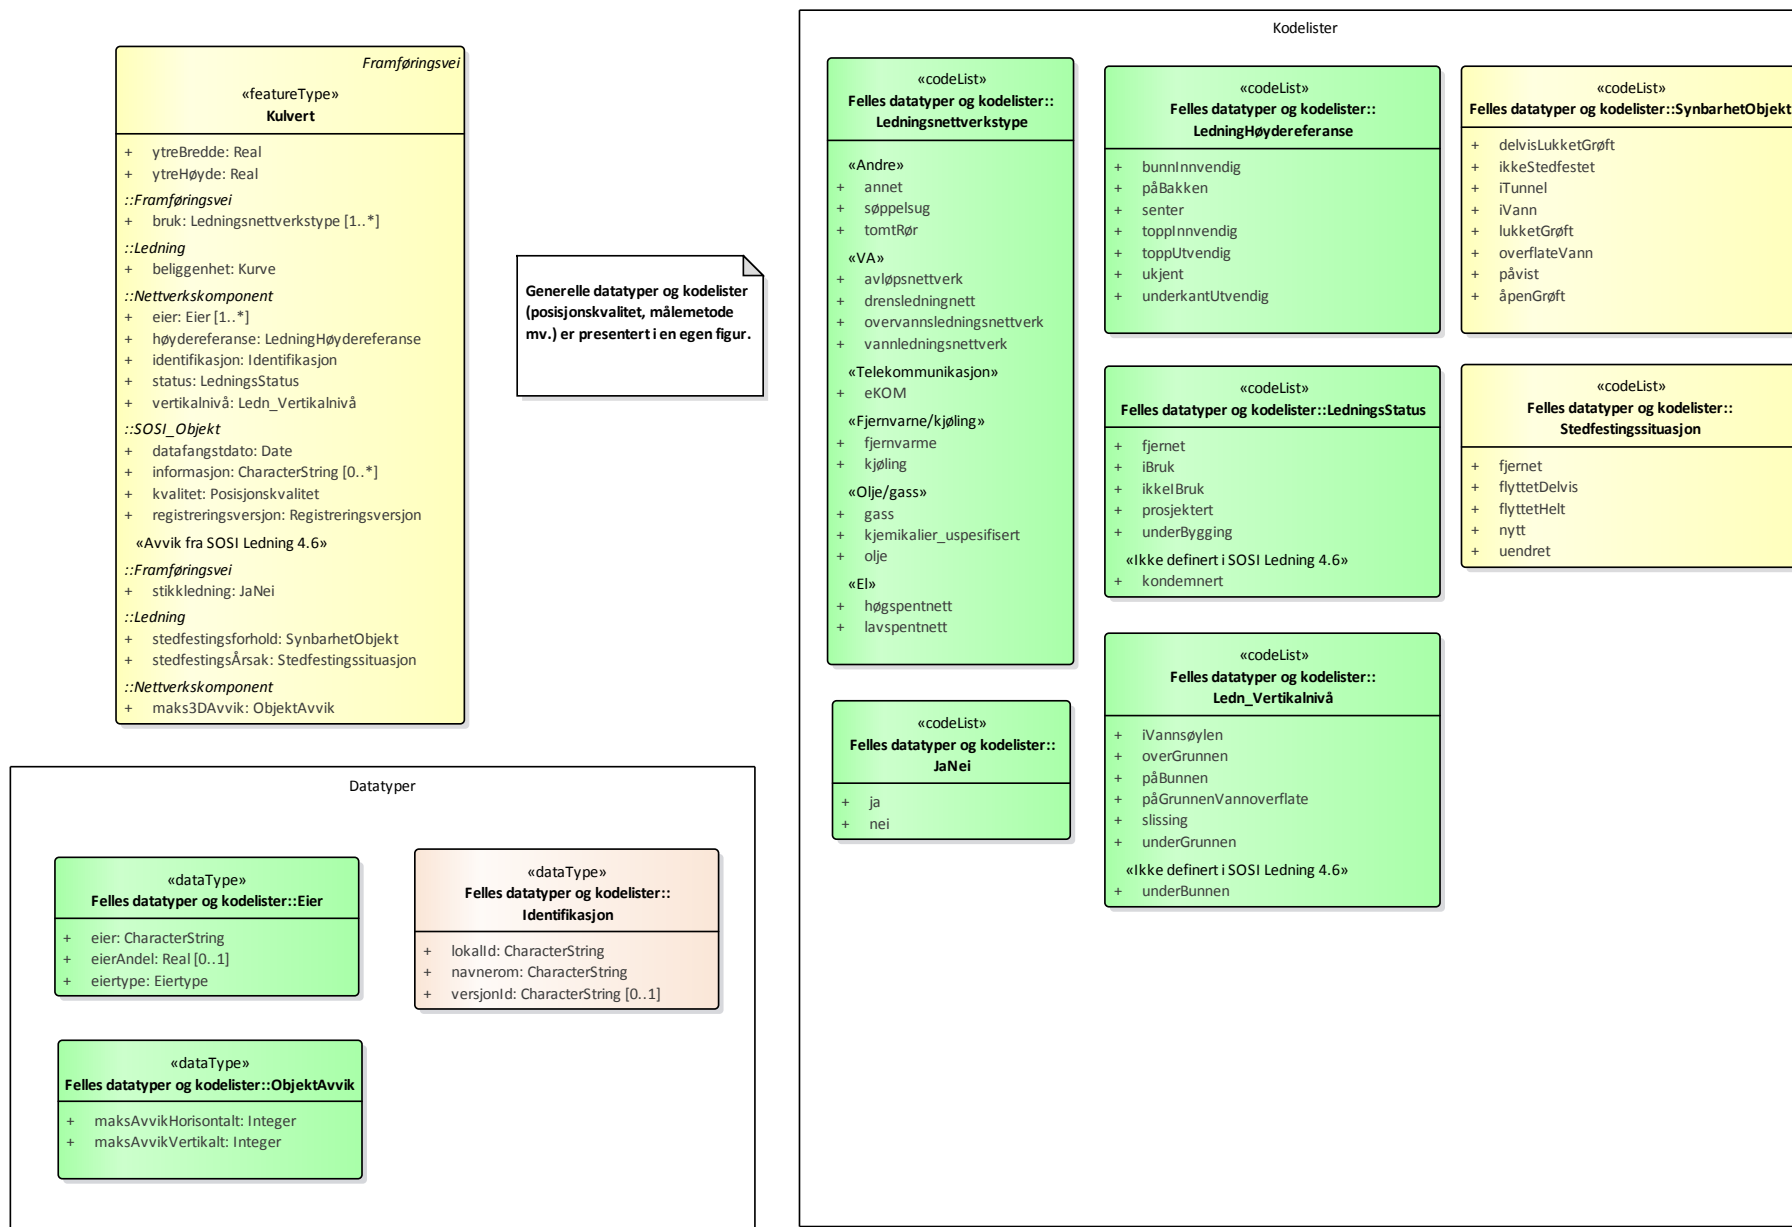 Framføringsvei
«featureType»
Kulvert
+ ytreBredde: Real
+ ytreHøyde: Real
::Framføringsvei
+ bruk: Ledningsnettverkstype [1..*]
::Ledning
+ beliggenhet: Kurve
::Nettverkskomponent
+ eier: Eier [1..*]
+ høydereferanse: LedningHøydereferanse
+ identifikasjon: Identifikasjon
+ status: LedningsStatus
+ vertikalnivå: Ledn_Vertikalnivå
::SOSI_Objekt
+ datafangstdato: Date
+ informasjon: CharacterString [0..*]
+ kvalitet: Posisjonskvalitet
+ registreringsversjon: Registreringsversjon
«Avvik fra SOSI Ledning 4.6»
::Framføringsvei
+ stikkledning: JaNei
::Ledning
+ stedfestingsforhold: SynbarhetObjekt
+ stedfestingsÅrsak: Stedfestingssituasjon
::Nettverkskomponent
+ maks3DAvvik: ObjektAvvik
Generelle datatyper og kodelister
(posisjonskvalitet, målemetode
mv.) er presentert i en egen figur.
Datatyper
«dataType»
Felles datatyper og kodelister::Eier
+ eier: CharacterString
+ eierAndel: Real [0..1]
+ eiertype: Eiertype
«dataType»
Felles datatyper og kodelister::
Identifikasjon
+ lokalId: CharacterString
+ navnerom: CharacterString
+ versjonId: CharacterString [0..1]
«dataType»
Felles datatyper og kodelister::ObjektAvvik
+ maksAvvikHorisontalt: Integer
+ maksAvvikVertikalt: Integer
Kodelister
«codeList»
Felles datatyper og kodelister::
Ledningsnettverkstype
«Andre»
+ annet
+ søppelsug
+ tomtRør
«VA»
+ avløpsnettverk
+ drensledningnett
+ overvannsledningsnettverk
+ vannledningsnettverk
«Telekommunikasjon»
+ eKOM
«Fjernvarne/kjøling»
+ fjernvarme
+ kjøling
«Olje/gass»
+ gass
+ kjemikalier_uspesifisert
+ olje
«El»
+ høgspentnett
+ lavspentnett
«codeList»
Felles datatyper og kodelister::
JaNei
+ ja
+ nei
«codeList»
Felles datatyper og kodelister::
LedningHøydereferanse
+ bunnInnvendig
+ påBakken
+ senter
+ toppInnvendig
+ toppUtvendig
+ ukjent
+ underkantUtvendig
«codeList»
Felles datatyper og kodelister::LedningsStatus
+ fjernet
+ iBruk
+ ikkeIBruk
+ prosjektert
+ underBygging
«Ikke definert i SOSI Ledning 4.6»
+ kondemnert
«codeList»
Felles datatyper og kodelister::
Ledn_Vertikalnivå
+ iVannsøylen
+ overGrunnen
+ påBunnen
+ påGrunnenVannoverflate
+ slissing
+ underGrunnen
«Ikke definert i SOSI Ledning 4.6»
+ underBunnen
«codeList»
Felles datatyper og kodelister::SynbarhetObjekt
+ delvisLukketGrøft
+ ikkeStedfestet
+ iTunnel
+ iVann
+ lukketGrøft
+ overflateVann
+ påvist
+ åpenGrøft
«codeList»
Felles datatyper og kodelister::
Stedfestingssituasjon
+ fjernet
+ flyttetDelvis
+ flyttetHelt
+ nytt
+ uendret